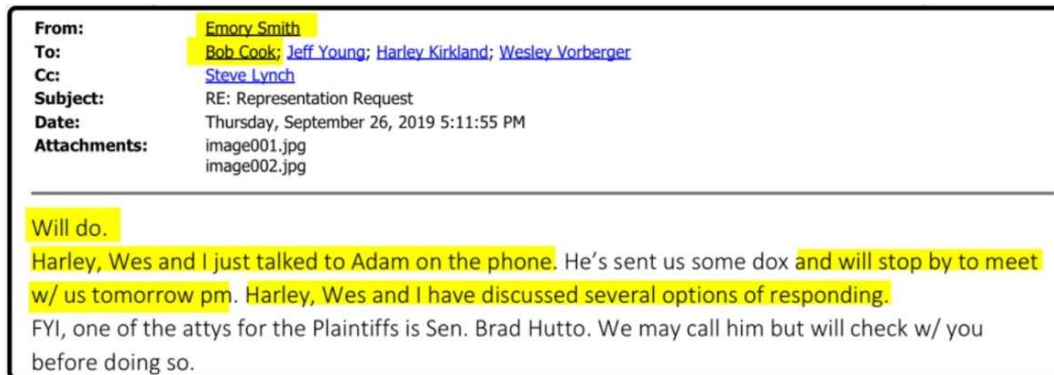 From: Emory Smith
To: Bob Cook; Jeff Young; Harley Kirkland; Wesley Vorberger
Cc: Steve Lynch
Subject: RE: Representation Request
Date: Thursday, September 26, 2019 5:11:55 PM
Attachments: image001.jpg
image002.jpg
Will do.
Harley, Wes and I just talked to Adam on the phone. He’s sent us some dox and will stop by to meet
w/ us tomorrow pm. Harley, Wes and I have discussed several options of responding.
FYI, one of the attys for the Plaintiffs is Sen. Brad Hutto. We may call him but will check w/ you
before doing so.